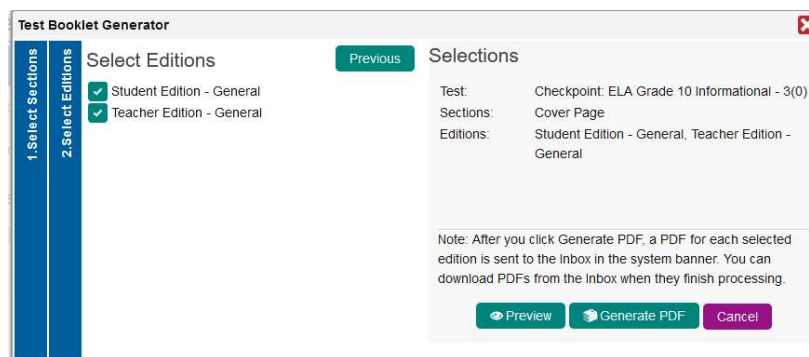 Test Booklet Generator
1.Select Sections
2.Select Editions
Select Editions
Previous
Student Edition - General
Teacher Edition - General
Selections
Test: Checkpoint: ELA Grade 10 Informational - 3(0)
Sections: Cover Page
Editions: Student Edition - General, Teacher Edition -
General
Note: After you click Generate PDF, a PDF for each selected
edition is sent to the Inbox in the system banner. You can
download PDFs from the Inbox when they finish processing.
Preview
Generate PDF
Cancel